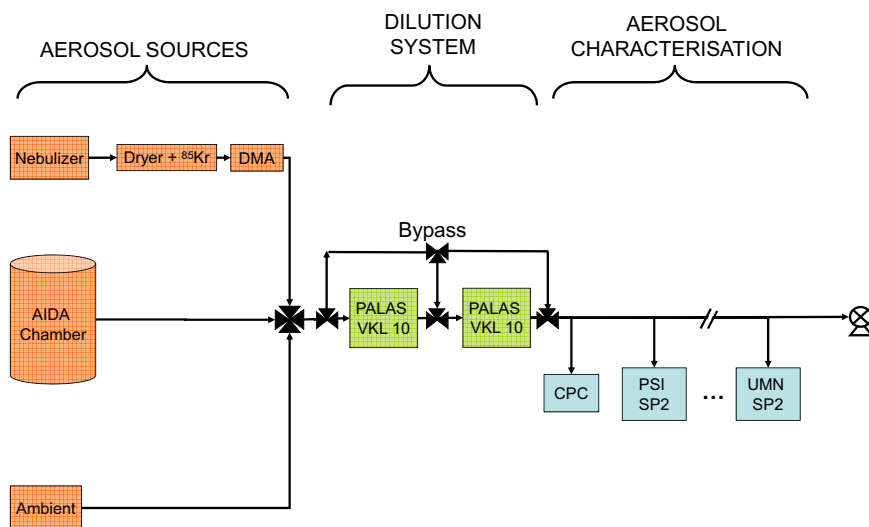 AEROSOL SOURCES
DILUTION
SYSTEM
AEROSOL
CHARACTERISATION
Nebulizer
Dryer + ⁸⁵Kr
DMA
Bypass
AIDA
Chamber
PALAS
VKL 10
PALAS
VKL 10
CPC
PSI
SP2
...
UMN
SP2
Ambient